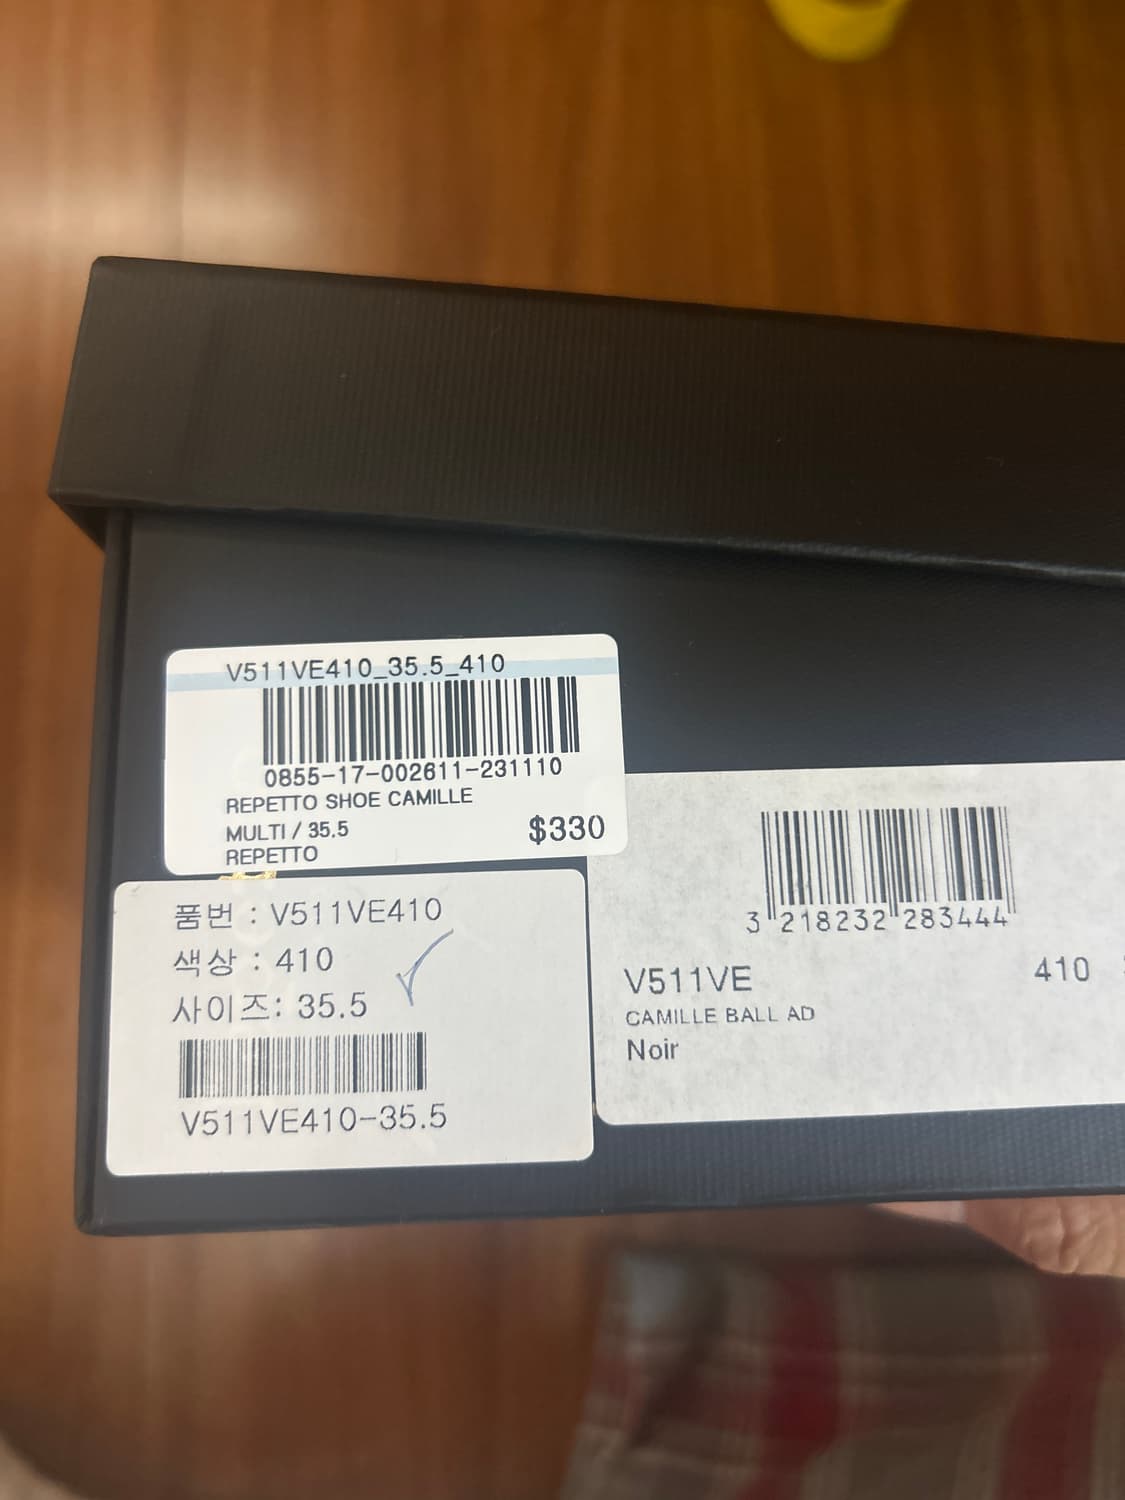 V511VE410_35.5_410
0855-17-002611-231110
REPETTO SHOE CAMILLE
MULTI / 35.5
$330
REPETTO
품번 : V511VE410
색상 : 410
사이즈: 35.5
V511VE410-35.5
3 218232 283444
V511VE 410
CAMILLE BALL AD
Noir